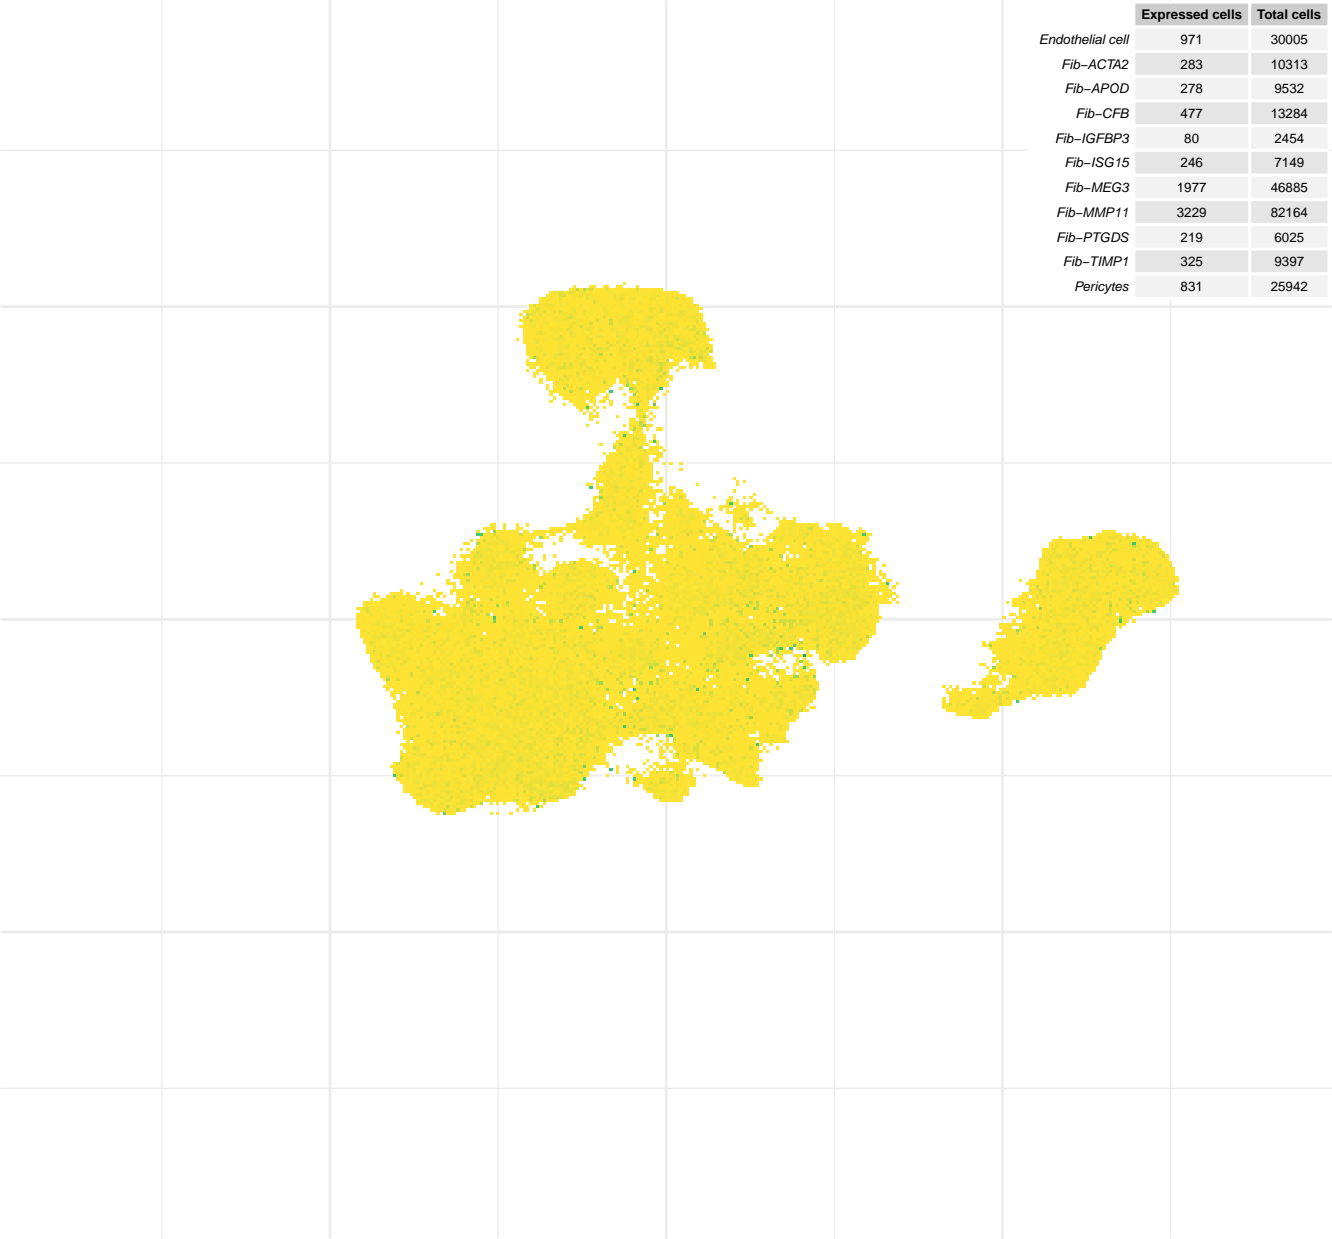 Expressed cells Total cells
Endothelial cell 971 30005
Fib−ACTA2 283 10313
Fib−APOD 278 9532
Fib−CFB 477 13284
Fib−IGFBP3 80 2454
Fib−ISG15 246 7149
Fib−MEG3 1977 46885
Fib−MMP11 3229 82164
Fib−PTGDS 219 6025
Fib−TIMP1 325 9397
Pericytes 831 25942